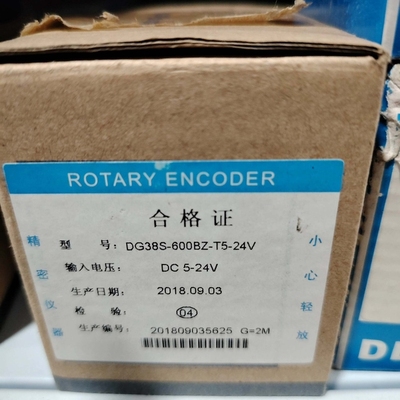 ROTARY ENCODER
合格证
型 号: DG38S-600BZ-T5-24V
输入电压: DC 5-24V
生产日期: 2018.09.03
检 验: 04
生产编号: 201809035625 G=2M
精密仪器
小心轻放